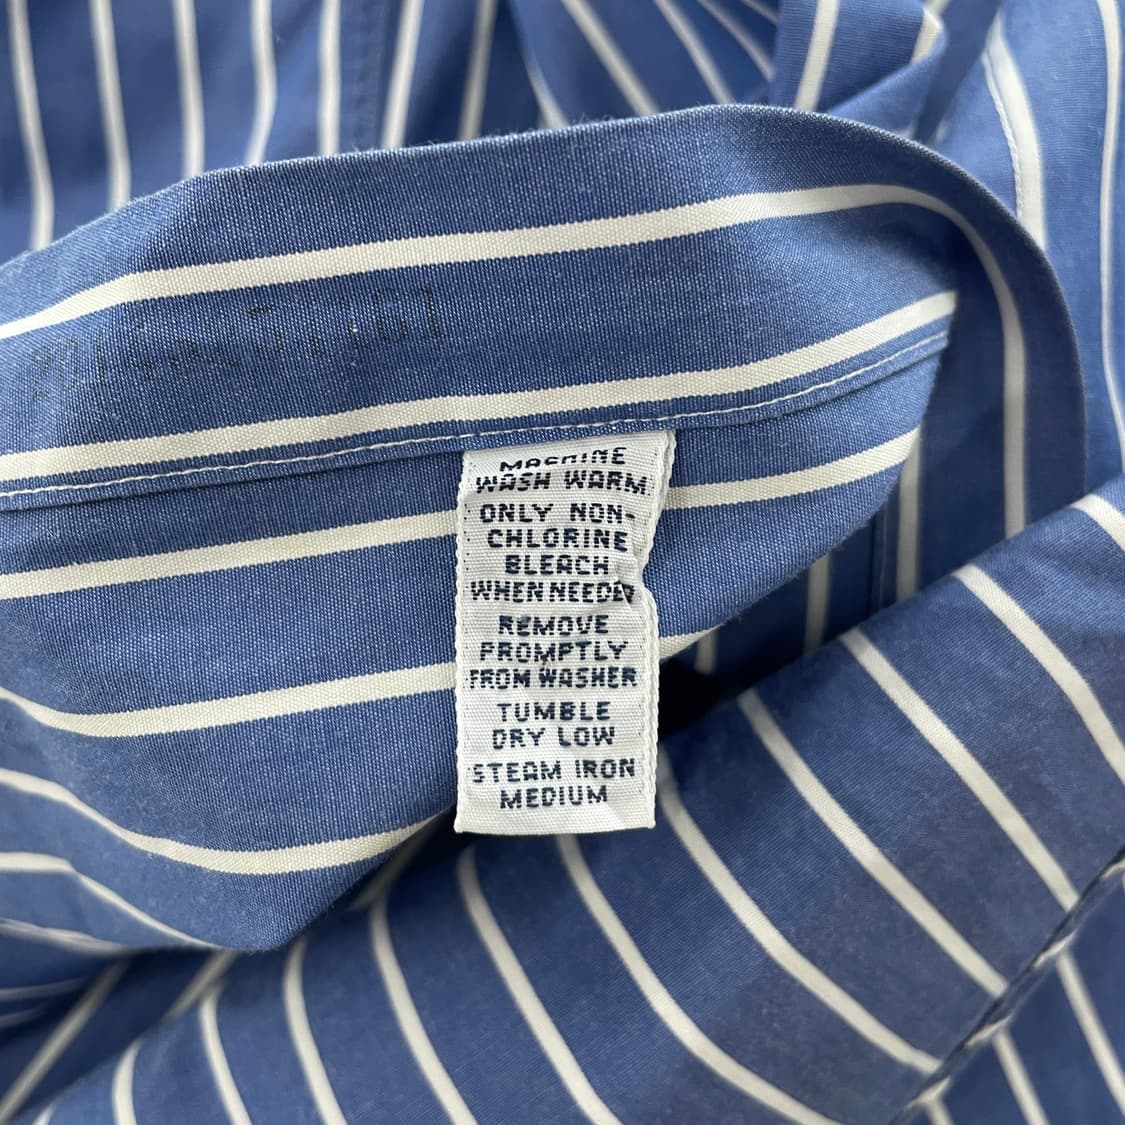 MACHINE
WASH WARM
ONLY NON-
CHLORINE
BLEACH
WHEN NEEDED
REMOVE
PROMPTLY
FROM WASHER
TUMBLE
DRY LOW
STEAM IRON
MEDIUM